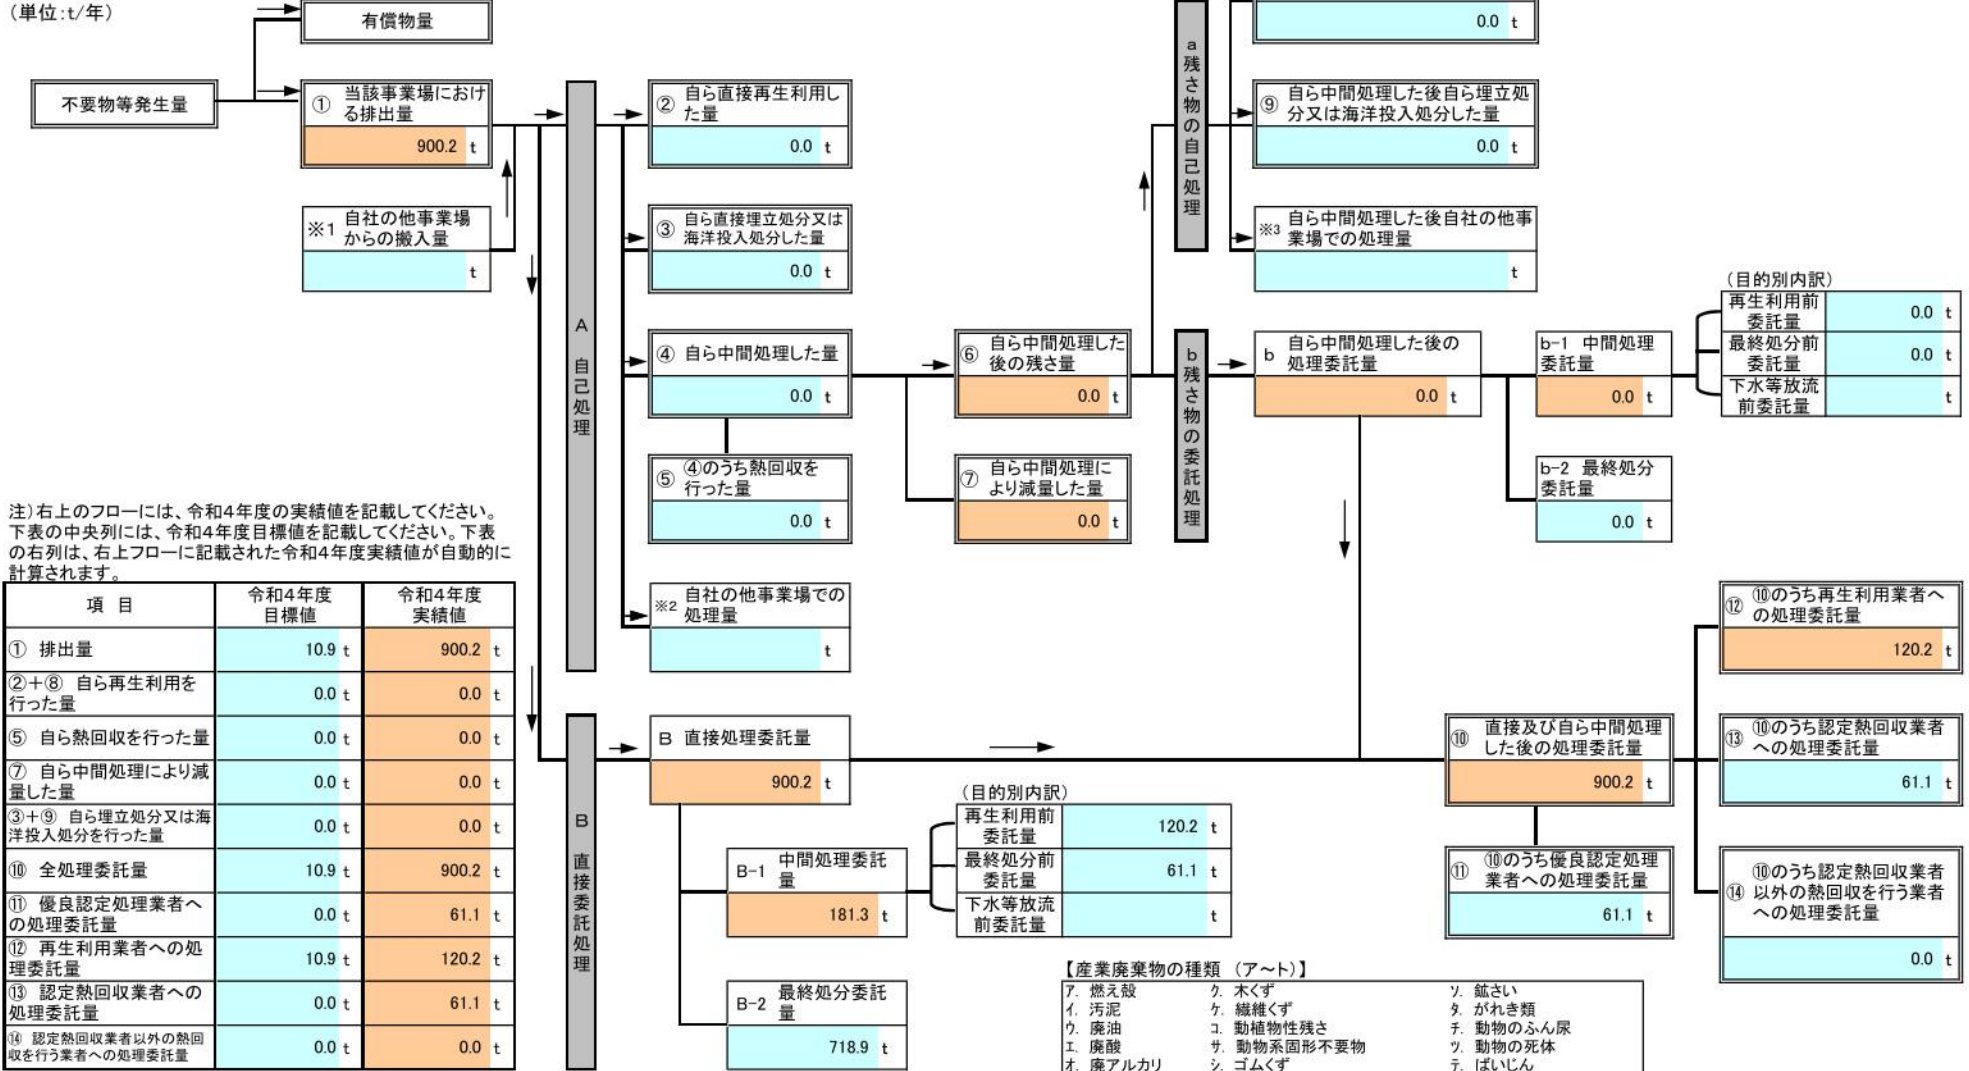 (単位:t/年)
有償物量
不要物等発生量
① 当該事業場におけ
る排出量
900.2 t
※1 自社の他事業場
からの搬入量
t
A 自己処理
② 自ら直接再生利用し
た量
0.0 t
③ 自ら直接埋立処分又は
海洋投入処分した量
0.0 t
④ 自ら中間処理した量
0.0 t
⑤ ④のうち熱回収を
行った量
0.0 t
※2 自社の他事業場での
処理量
t
⑥ 自ら中間処理した
後の残さ量
0.0 t
⑦ 自ら中間処理に
より減量した量
0.0 t
a 残さ物の自己処理
0.0 t
⑨ 自ら中間処理した後自ら埋立処
分又は海洋投入処分した量
0.0 t
※3 自ら中間処理した後自社の他事
業場での処理量
t
b 残さ物の委託処理
b 自ら中間処理した後の
処理委託量
0.0 t
b-1 中間処理
委託量
0.0 t
(目的別内訳)
再生利用前
委託量
0.0 t
最終処分前
委託量
0.0 t
下水等放流
前委託量
t
b-2 最終処分
委託量
0.0 t
注)右上のフローには、令和4年度の実績値を記載してください。
下表の中央列には、令和4年度目標値を記載してください。下表
の右列は、右上フローに記載された令和4年度実績値が自動的に
計算されます。
項 目
令和4年度
目標値
令和4年度
実績値
① 排出量
10.9 t
900.2 t
②+⑧ 自ら再生利用を
行った量
0.0 t
0.0 t
⑤ 自ら熱回収を行った量
0.0 t
0.0 t
⑦ 自ら中間処理により減
量した量
0.0 t
0.0 t
③+⑨ 自ら埋立処分又は海
洋投入処分を行った量
0.0 t
0.0 t
⑩ 全処理委託量
10.9 t
900.2 t
⑪ 優良認定処理業者へ
の処理委託量
0.0 t
61.1 t
⑫ 再生利用業者への処
理委託量
10.9 t
120.2 t
⑬ 認定熱回収業者への
処理委託量
0.0 t
61.1 t
⑭ 認定熱回収業者以外の熱回
収を行う業者への処理委託量
0.0 t
0.0 t
B 直接委託処理
B 直接処理委託量
900.2 t
B-1 中間処理委託
量
181.3 t
(目的別内訳)
再生利用前
委託量
120.2 t
最終処分前
委託量
61.1 t
下水等放流
前委託量
t
B-2 最終処分委託
量
718.9 t
⑩ 直接及び自ら中間処理
した後の処理委託量
900.2 t
⑪ ⑩のうち優良認定処理
業者への処理委託量
61.1 t
⑫ ⑩のうち再生利用業者へ
の処理委託量
120.2 t
⑬ ⑩のうち認定熱回収業者
への処理委託量
61.1 t
⑭ ⑩のうち認定熱回収業者
以外の熱回収を行う業者
への処理委託量
0.0 t
【産業廃棄物の種類 (ア~ト)】
ア. 燃え殻 ク. 木くず ソ. 鉱さい
イ. 汚泥 ケ. 繊維くず タ. がれき類
ウ. 廃油 コ. 動植物性残さ チ. 動物のふん尿
エ. 廃酸 サ. 動物系固形不要物 ツ. 動物の死体
オ. 廃アルカリ シ. ゴムくず テ. ばいじん